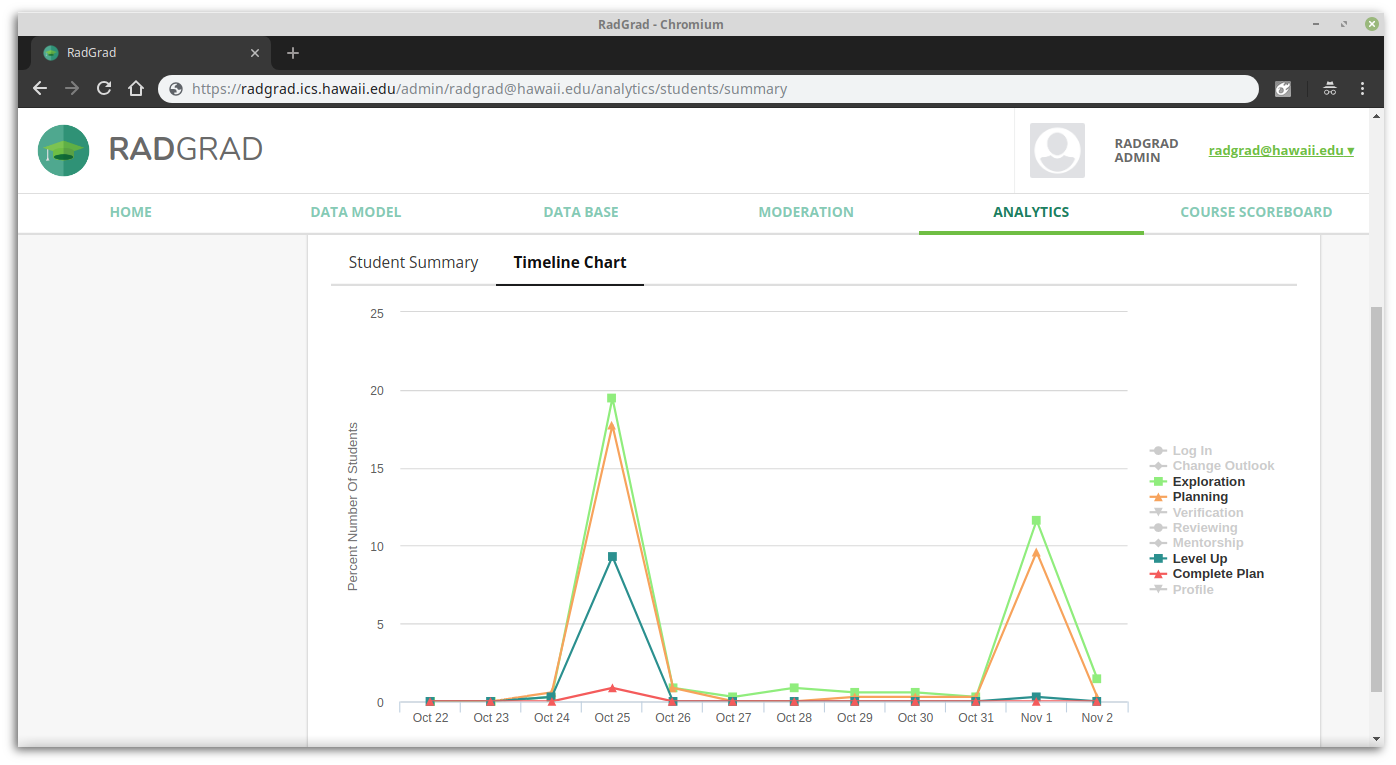 RadGrad - Chromium
RadGrad
https://radgrad.ics.hawaii.edu/admin/radgrad@hawaii.edu/analytics/students/summary
RADGRAD
RADGRAD
ADMIN
radgrad@hawaii.edu ▾
HOME DATA MODEL DATA BASE MODERATION ANALYTICS COURSE SCOREBOARD
Student Summary Timeline Chart
Percent Number Of Students
25
20
15
10
5
0
Oct 22 Oct 23 Oct 24 Oct 25 Oct 26 Oct 27 Oct 28 Oct 29 Oct 30 Oct 31 Nov 1 Nov 2
Log In
Change Outlook
Exploration
Planning
Verification
Reviewing
Mentorship
Level Up
Complete Plan
Profile